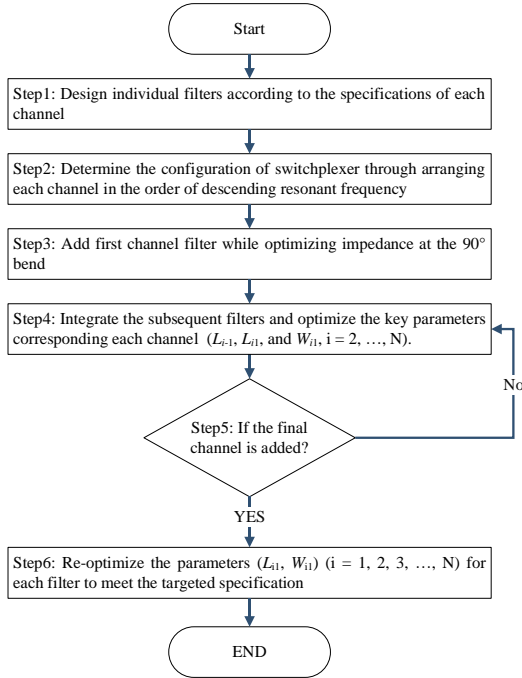 Start
Step1: Design individual filters according to the specifications of each
channel
Step2: Determine the configuration of switchplexer through arranging
each channel in the order of descending resonant frequency
Step3: Add first channel filter while optimizing impedance at the 90°
bend
Step4: Integrate the subsequent filters and optimize the key parameters
corresponding each channel (Li-1, Li1, and Wi1, i = 2, …, N).
No
Step5: If the final
channel is added?
YES
Step6: Re-optimize the parameters (Li1, Wi1) (i = 1, 2, 3, …, N) for
each filter to meet the targeted specification
END